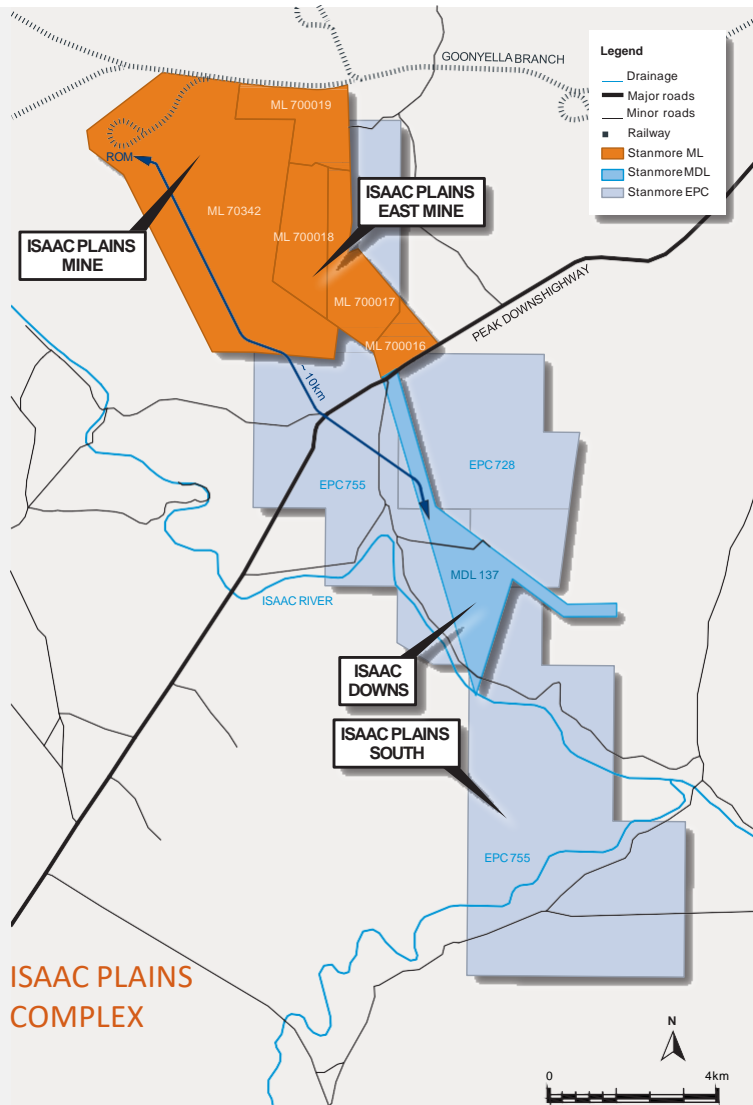 GOONYELLA BRANCH
Legend
Drainage
Major roads
Minor roads
Railway
Stanmore ML
Stanmore MDL
Stanmore EPC
ML 700019
ROM
ISAAC PLAINS
EAST MINE
ML 70342
ML 700018
ISAAC PLAINS
MINE
ML 700017
PEAK DOWNS HIGHWAY
ML 700016
~ 10km
EPC 728
EPC 755
MDL 137
ISAAC RIVER
ISAAC
DOWNS
ISAAC PLAINS
SOUTH
EPC 755
ISAAC PLAINS
COMPLEX
N
0 4km